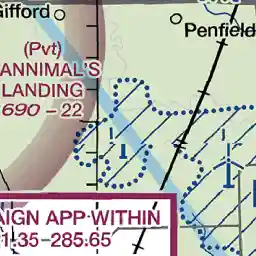 Gifford
Penfield
(Pvt)
ANNIMAL'S
LANDING
690 - 22
AIGN APP WITHIN
1.35-285.65